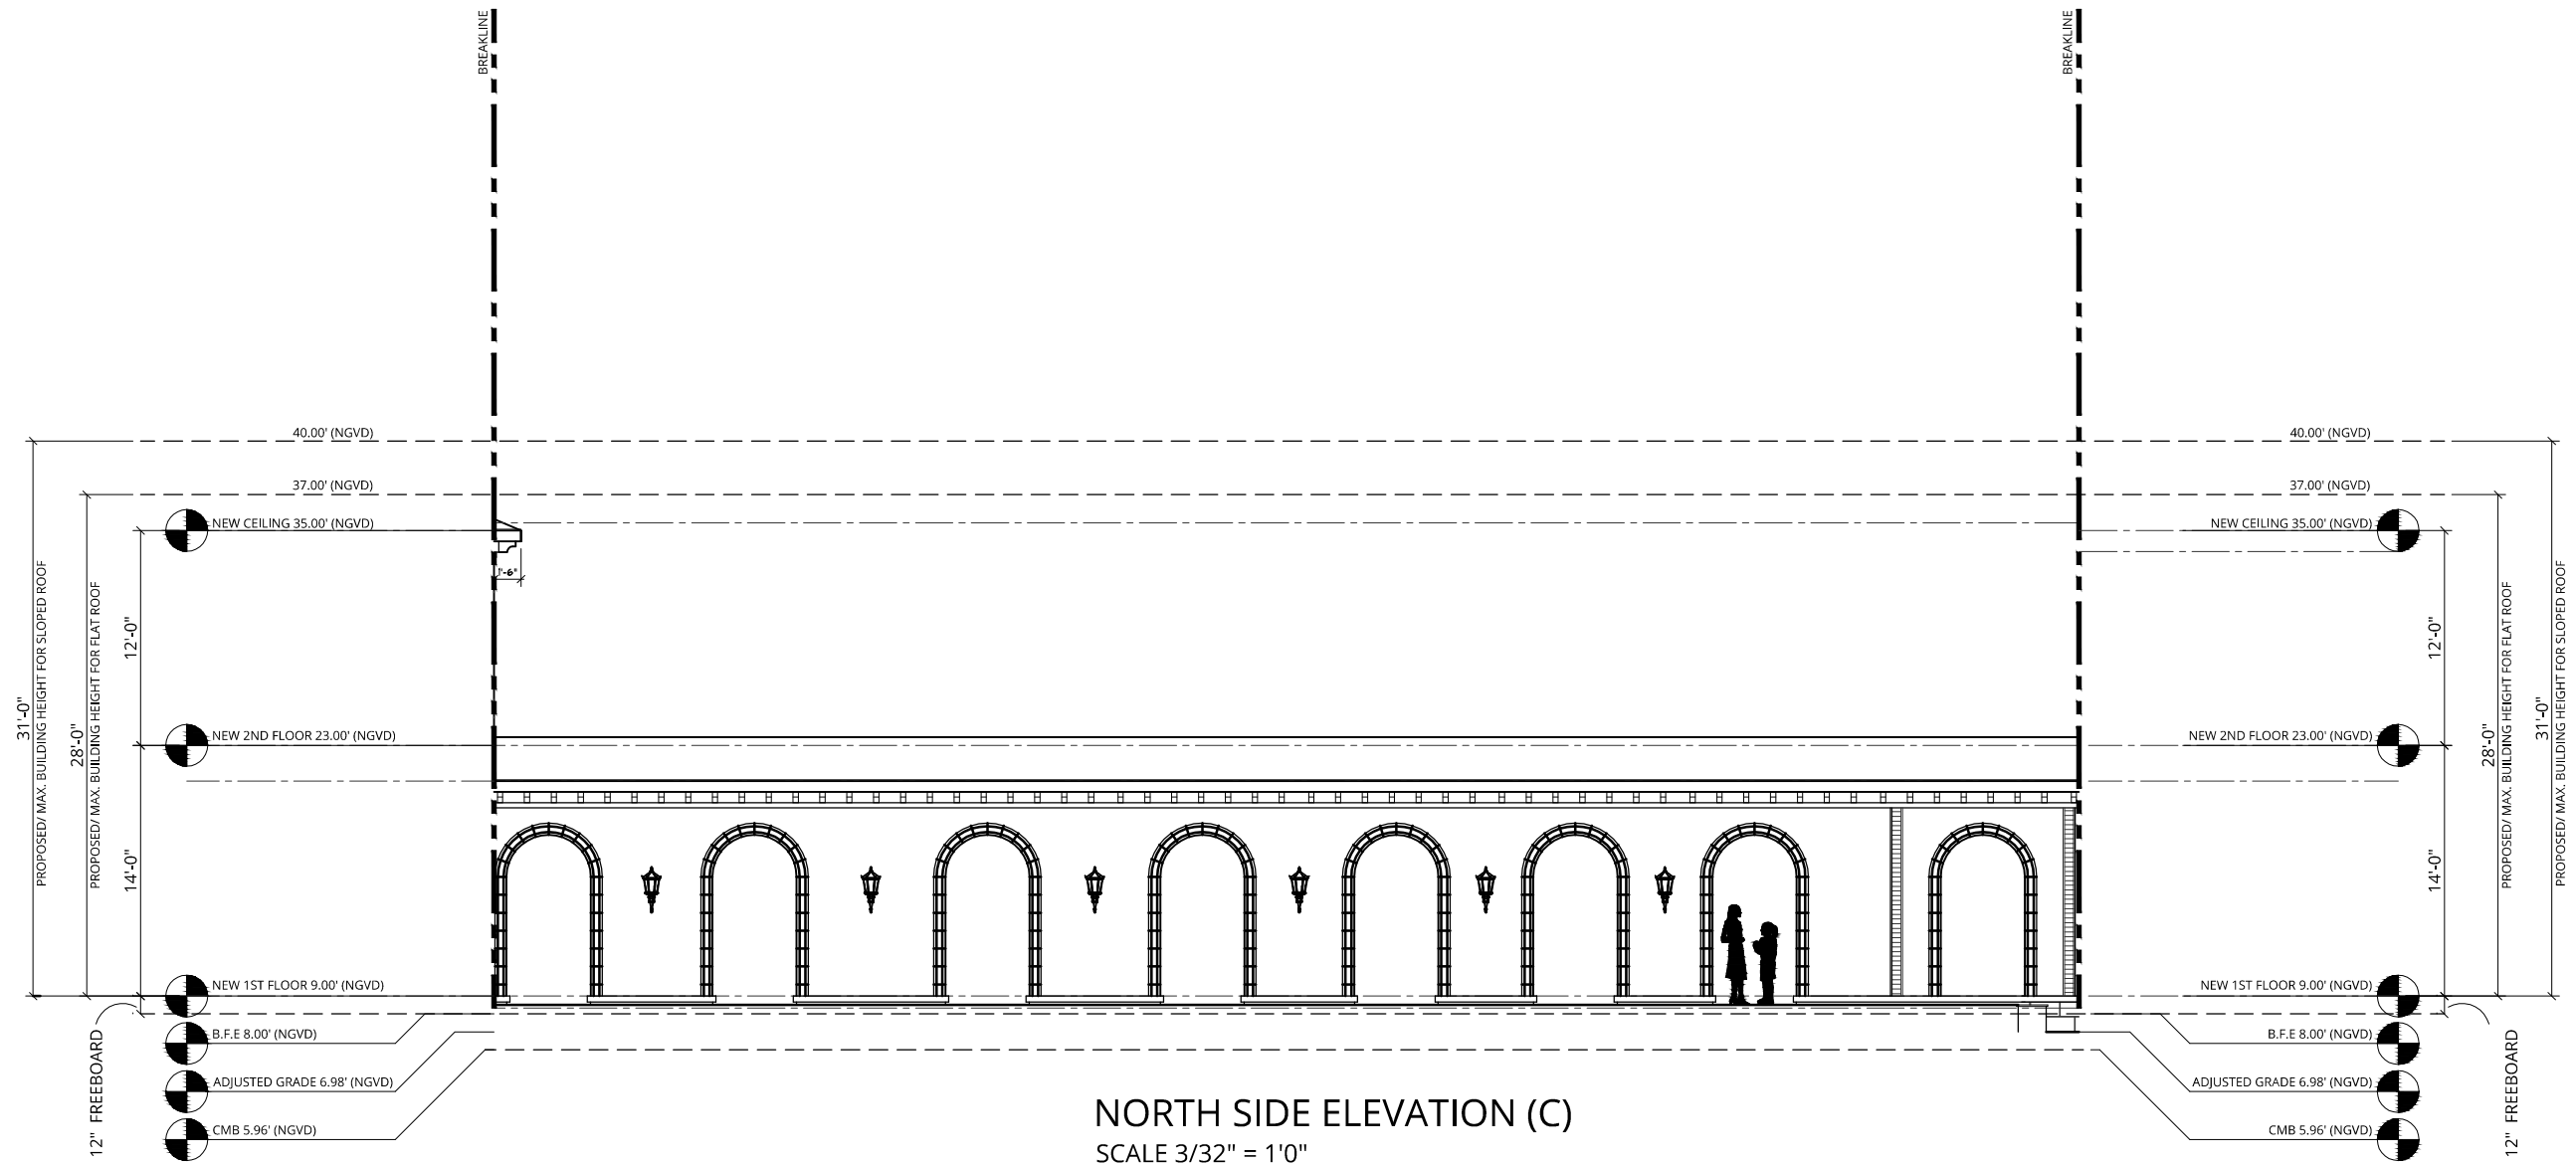 BREAKLINE
BREAKLINE
40.00' (NGVD)
40.00' (NGVD)
37.00' (NGVD)
37.00' (NGVD)
NEW CEILING 35.00' (NGVD)
NEW CEILING 35.00' (NGVD)
1'-6"
31'-0"
PROPOSED/ MAX. BUILDING HEIGHT FOR SLOPED ROOF
28'-0"
PROPOSED/ MAX. BUILDING HEIGHT FOR FLAT ROOF
12'-0"
12'-0"
28'-0"
PROPOSED/ MAX. BUILDING HEIGHT FOR FLAT ROOF
31'-0"
PROPOSED/ MAX. BUILDING HEIGHT FOR SLOPED ROOF
NEW 2ND FLOOR 23.00' (NGVD)
NEW 2ND FLOOR 23.00' (NGVD)
14'-0"
14'-0"
NEW 1ST FLOOR 9.00' (NGVD)
NEW 1ST FLOOR 9.00' (NGVD)
B.F.E 8.00' (NGVD)
B.F.E 8.00' (NGVD)
12" FREEBOARD
12" FREEBOARD
ADJUSTED GRADE 6.98' (NGVD)
ADJUSTED GRADE 6.98' (NGVD)
CMB 5.96' (NGVD)
CMB 5.96' (NGVD)
NORTH SIDE ELEVATION (C)
SCALE 3/32" = 1'0"